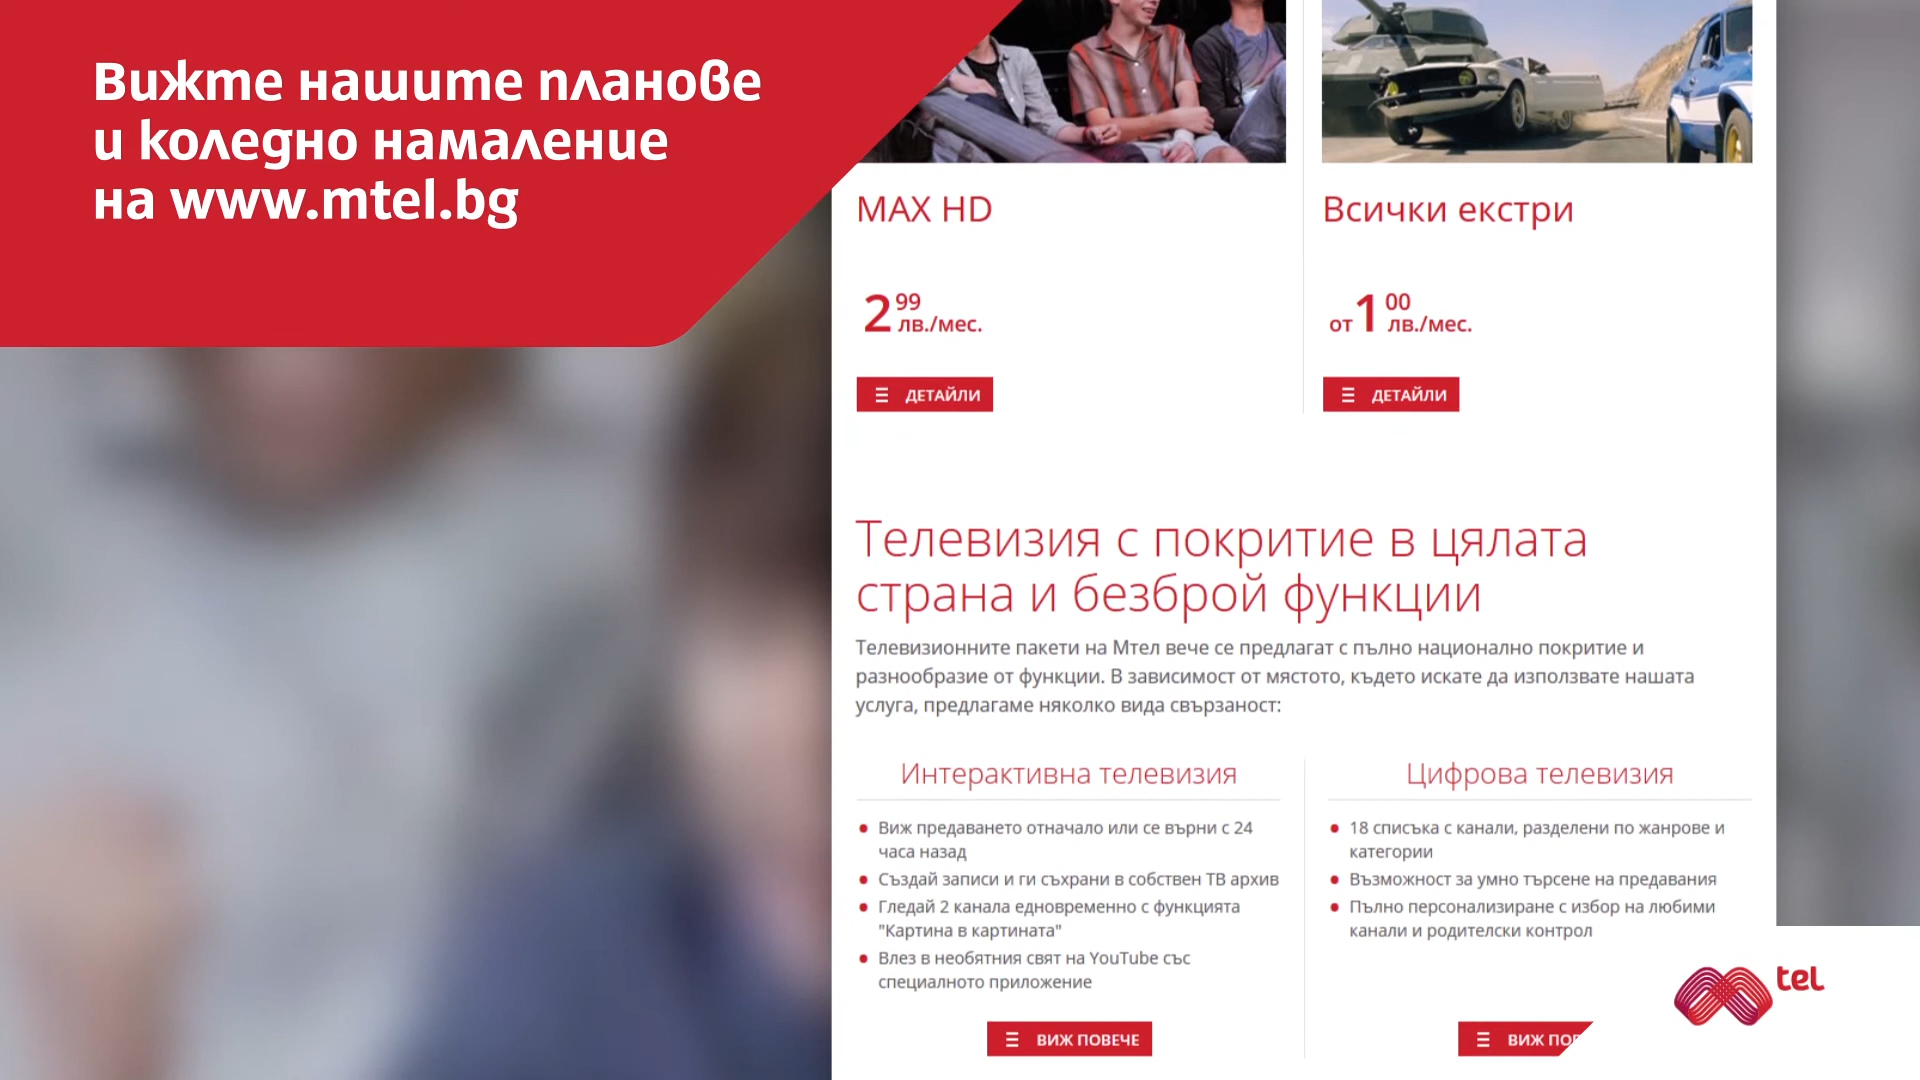 Вижте нашите планове
и коледно намаление
на www.mtel.bg
MAX HD
2 99 лв./мес.
ДЕТАЙЛИ
Всички екстри
от 1 00 лв./мес.
ДЕТАЙЛИ
Телевизия с покритие в цялата
страна и безброй функции
Телевизионните пакети на Мтел вече се предлагат с пълно национално покритие и
разнообразие от функции. В зависимост от мястото, където искате да използвате нашата
услуга, предлагаме няколко вида свързаност:
Интерактивна телевизия
Виж предаването отначало или се върни с 24
часа назад
Създай записи и ги съхрани в собствен ТВ архив
Гледай 2 канала едновременно с функцията
"Картина в картината"
Влез в необятния свят на YouTube със
специалното приложение
ВИЖ ПОВЕЧЕ
Цифрова телевизия
18 списъка с канали, разделени по жанрове и
категории
Възможност за умно търсене на предавания
Пълно персонализиране с избор на любими
канали и родителски контрол
ВИЖ
tel